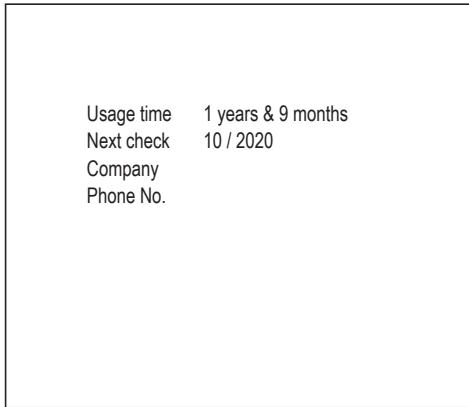 Usage time 1 years & 9 months
Next check 10 / 2020
Company
Phone No.